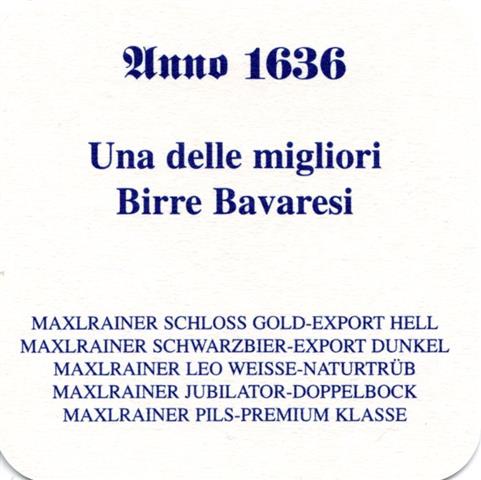 Anno 1636
Una delle migliori
Birre Bavaresi
MAXLRAINER SCHLOSS GOLD-EXPORT HELL
MAXLRAINER SCHWARZBIER-EXPORT DUNKEL
MAXLRAINER LEO WEISSE-NATURTRÜB
MAXLRAINER JUBILATOR-DOPPELBOCK
MAXLRAINER PILS-PREMIUM KLASSE